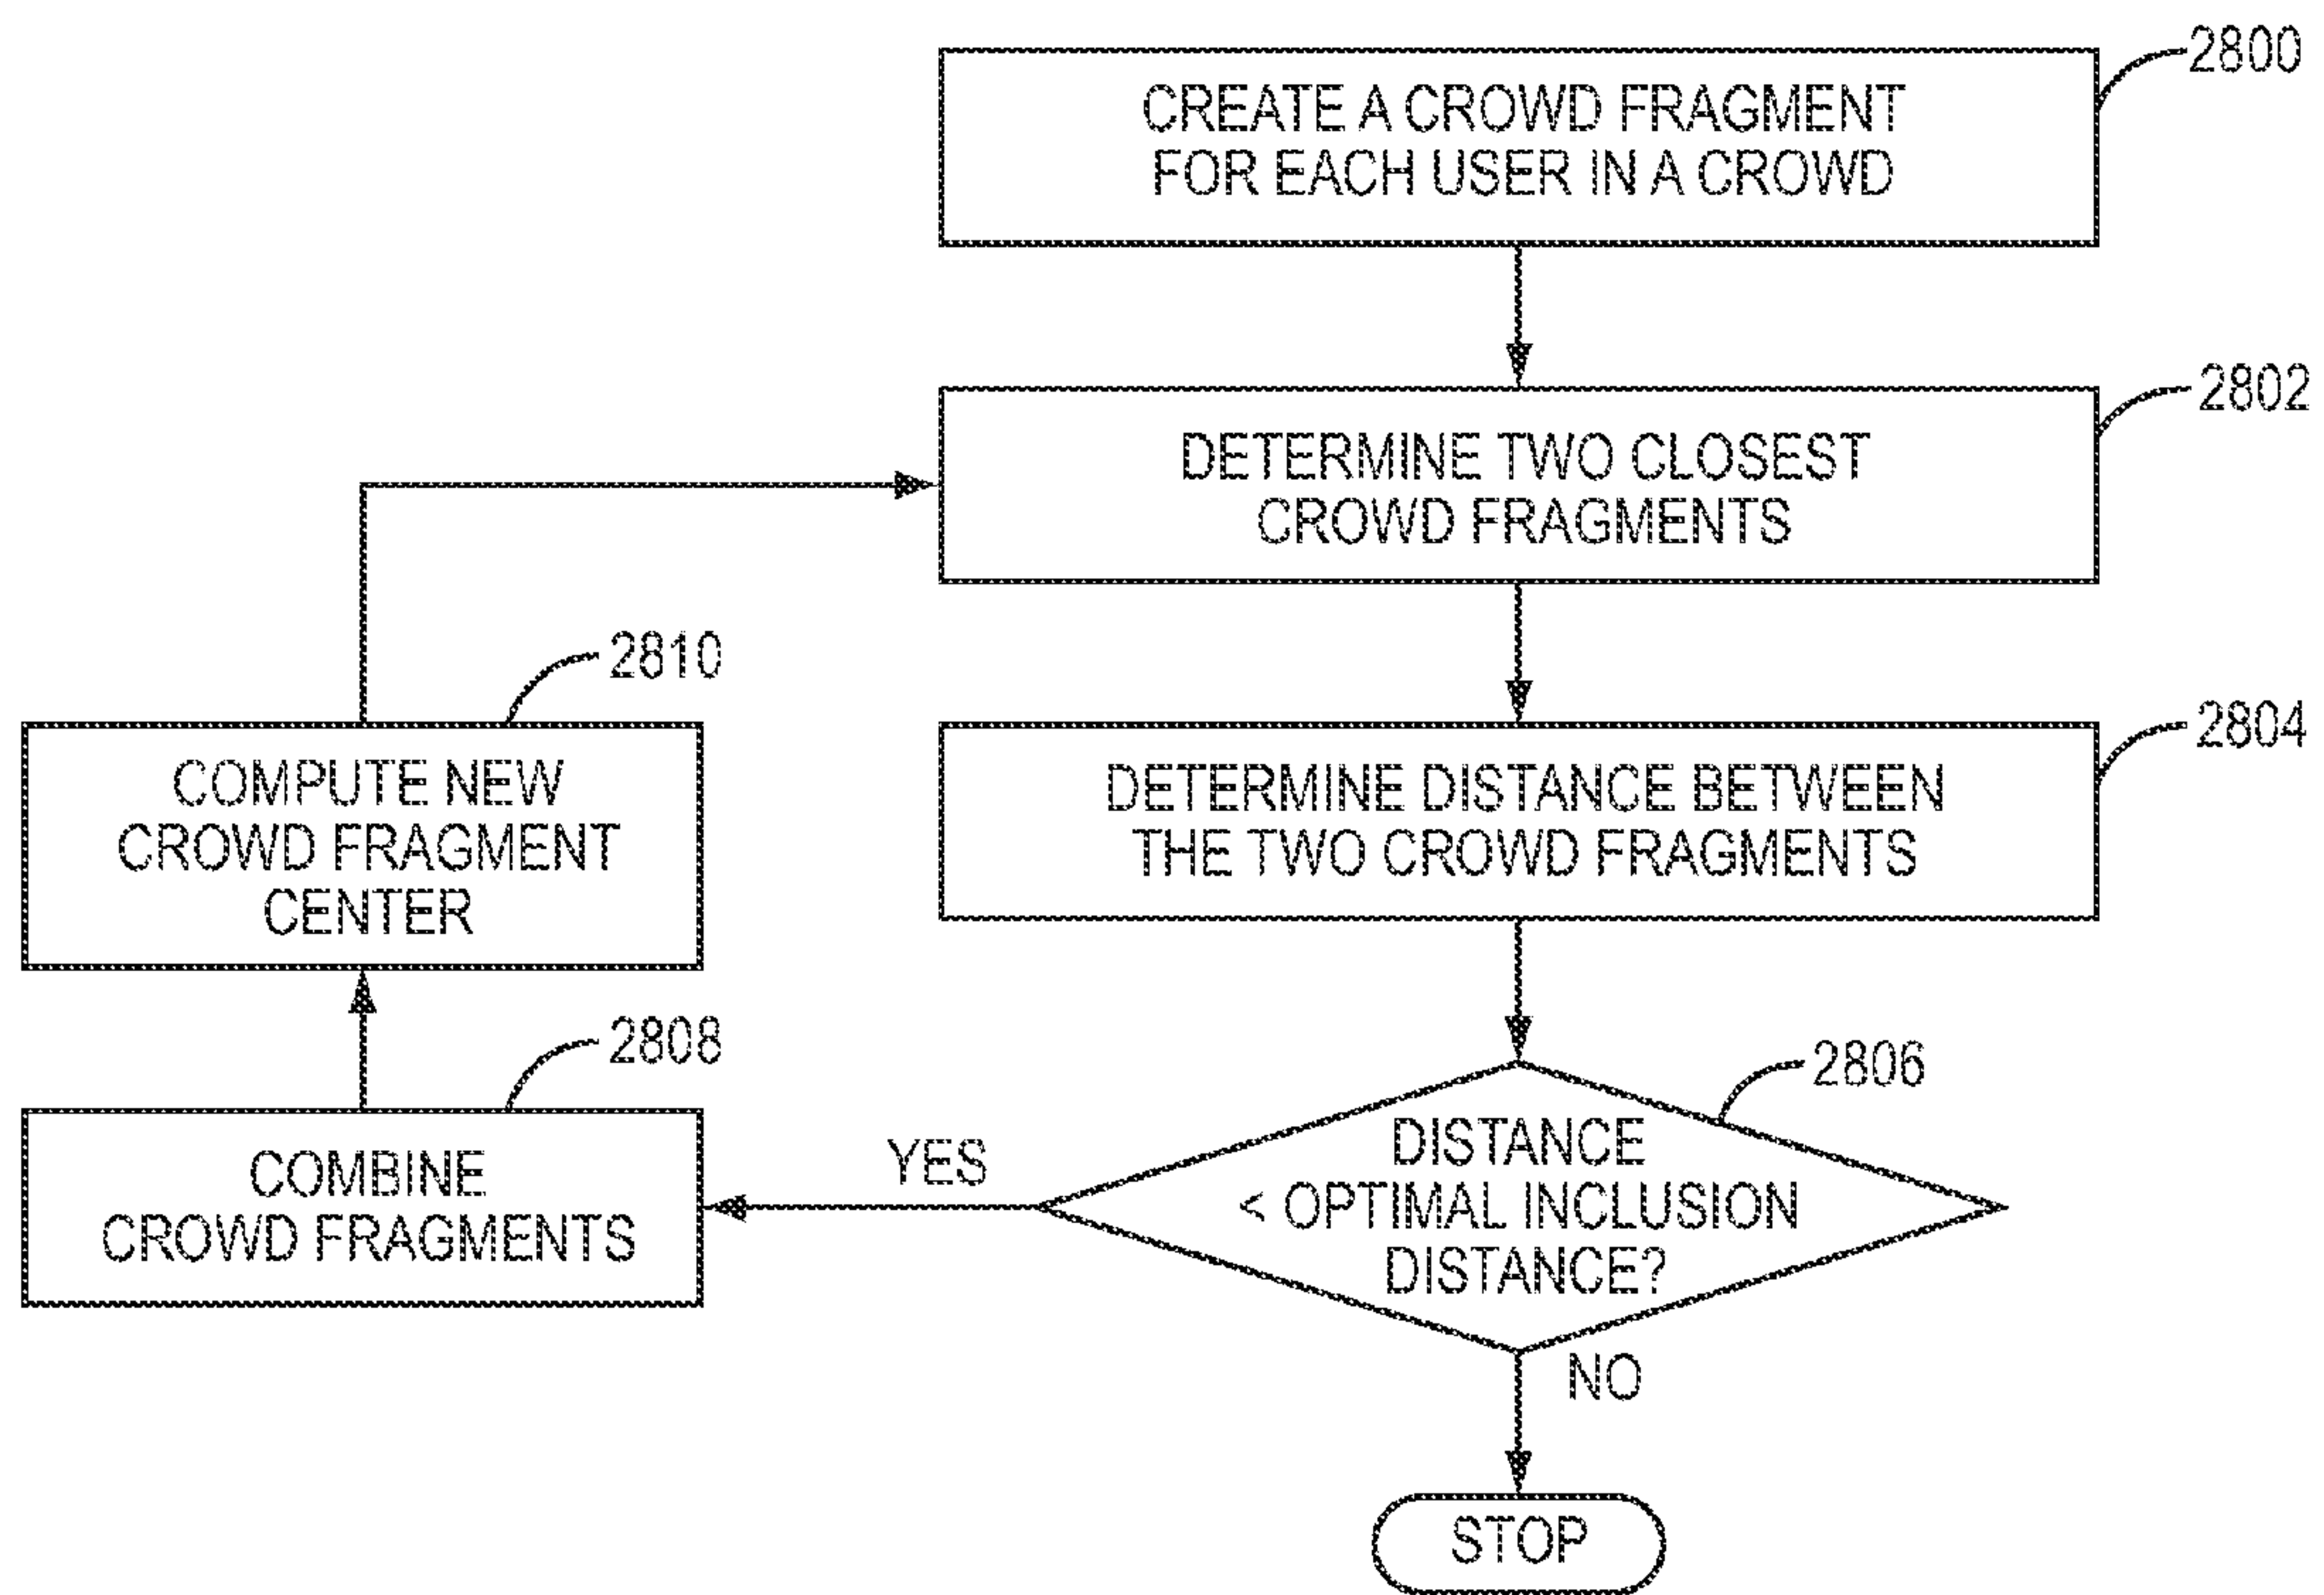 2800
CREATE A CROWD FRAGMENT
FOR EACH USER IN A CROWD
2802
DETERMINE TWO CLOSEST
CROWD FRAGMENTS
2810
COMPUTE NEW
CROWD FRAGMENT
CENTER
2804
DETERMINE DISTANCE BETWEEN
THE TWO CROWD FRAGMENTS
2808
COMBINE
CROWD FRAGMENTS
YES
2806
DISTANCE
< OPTIMAL INCLUSION
DISTANCE?
NO
STOP